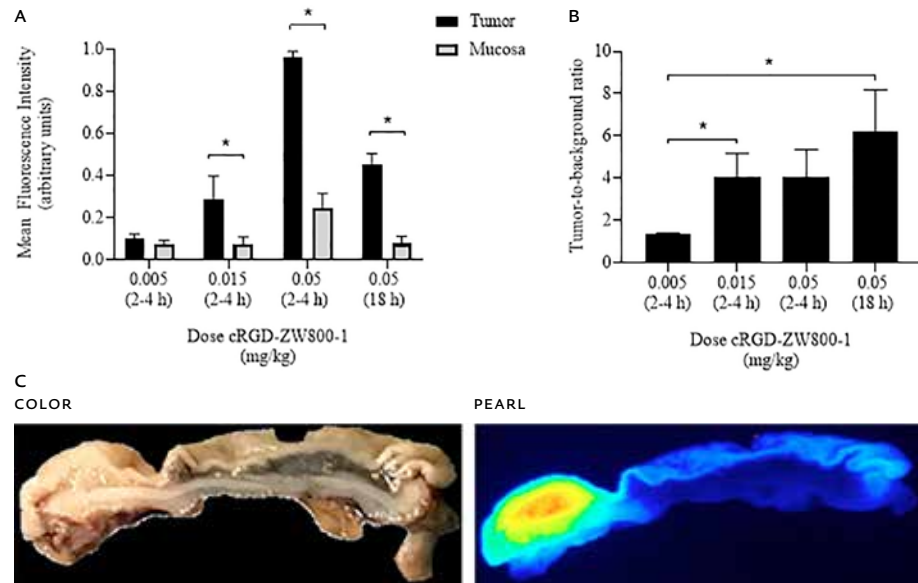 A
Mean Fluorescence Intensity
(arbitrary units)
1.0
0.8
0.6
0.4
0.2
0.0
*
*
*
Tumor
Mucosa
0.005
(2-4 h)
0.015
(2-4 h)
0.05
(2-4 h)
0.05
(18 h)
Dose cRGD-ZW800-1
(mg/kg)
B
Tumor-to-background ratio
10
8
6
4
2
0
*
*
0.005
(2-4 h)
0.015
(2-4 h)
0.05
(2-4 h)
0.05
(18 h)
Dose cRGD-ZW800-1
(mg/kg)
C
COLOR
PEARL